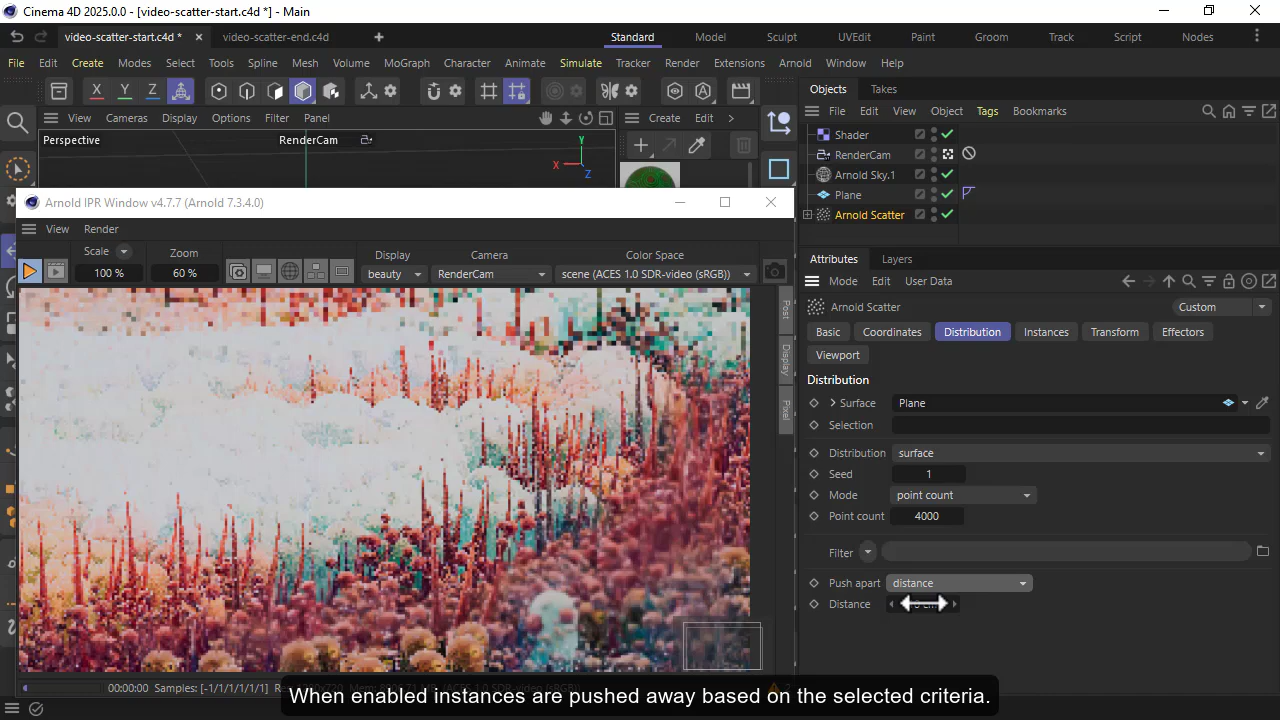 Cinema 4D 2025.0.0 - [video-scatter-start.c4d *] - Main
video-scatter-start.c4d *
video-scatter-end.c4d
Standard
Model
Sculpt
UVEdit
Paint
Groom
Track
Script
Nodes
File
Edit
Create
Modes
Select
Tools
Spline
Mesh
Volume
MoGraph
Character
Animate
Simulate
Tracker
Render
Extensions
Arnold
Window
Help
X
Y
Z
Objects
Takes
View
Cameras
Display
Options
Filter
Panel
Create
Edit
File
Edit
View
Object
Tags
Bookmarks
Perspective
RenderCam
Y
X
Z
Shader
RenderCam
Arnold Sky.1
Plane
Arnold Scatter
Arnold IPR Window v4.7.7 (Arnold 7.3.4.0)
View
Render
Scale
Zoom
Display
Camera
Color Space
100 %
60 %
beauty
RenderCam
scene (ACES 1.0 SDR-video (sRGB))
Post
Display
Pixel
Attributes
Layers
Mode
Edit
User Data
Arnold Scatter
Custom
Basic
Coordinates
Distribution
Instances
Transform
Effectors
Viewport
Distribution
Surface
Plane
Selection
Distribution
surface
Seed
1
Mode
point count
Point count
4000
Filter
Push apart
distance
Distance
00:00:00 Samples: [-1/1/1/1/1/1]
When enabled instances are pushed away based on the selected criteria.